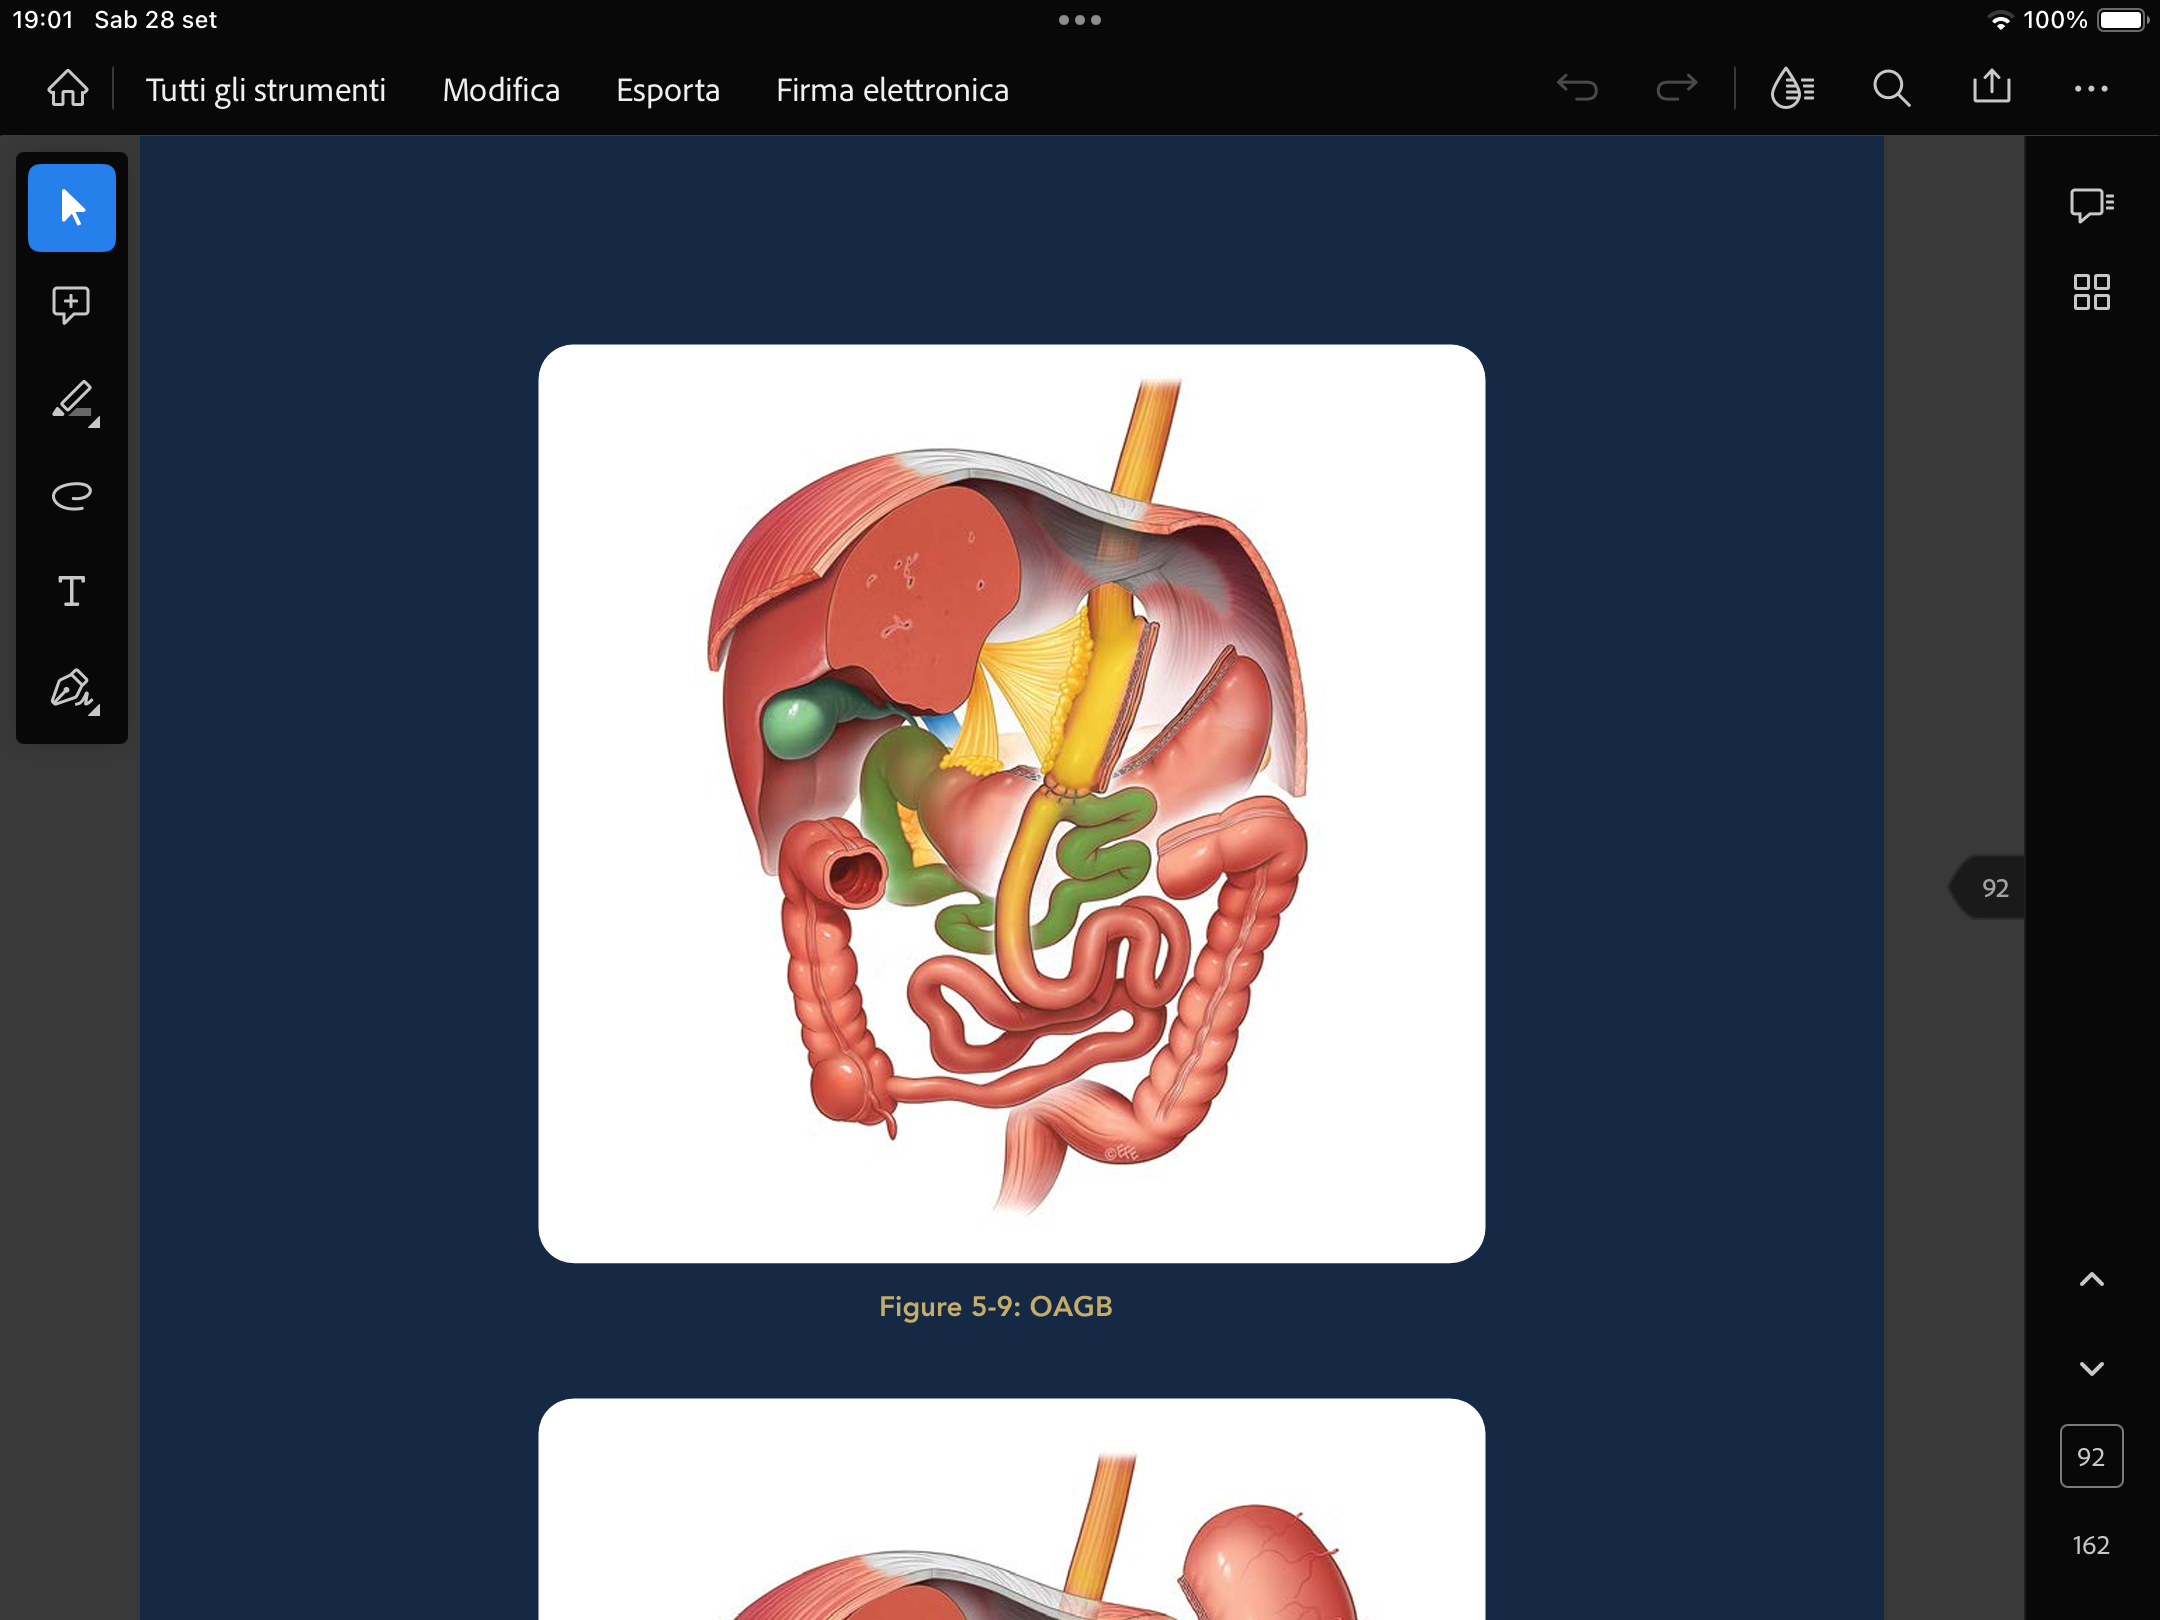 19:01 Sab 28 set
100%
Tutti gli strumenti Modifica Esporta Firma elettronica
T
92
©EFE
Figure 5-9: OAGB
92
162